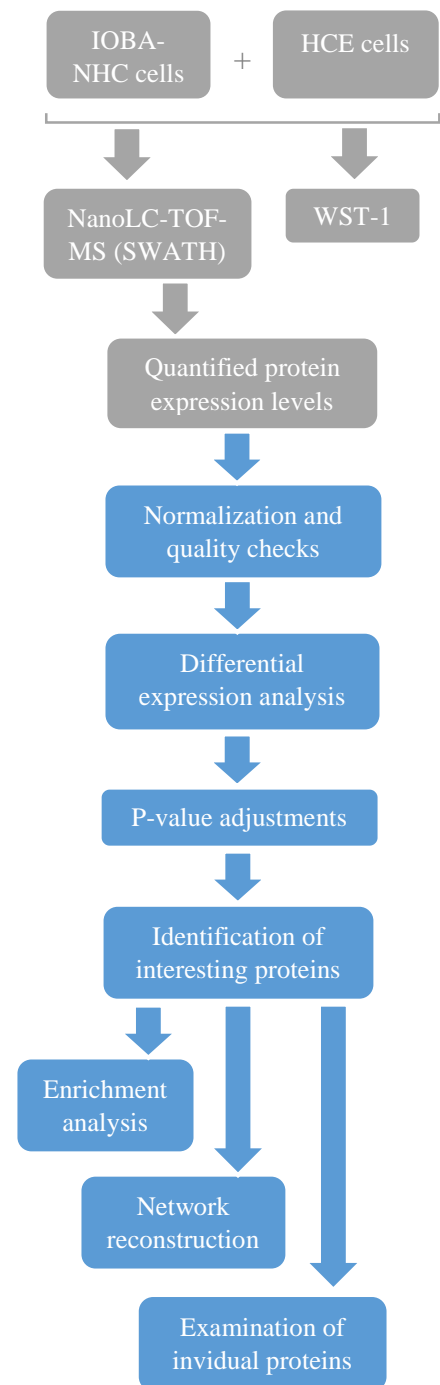 IOBA-
NHC cells
+
HCE cells
NanoLC-TOF-
MS (SWATH)
WST-1
Quantified protein
expression levels
Normalization and
quality checks
Differential
expression analysis
P-value adjustments
Identification of
interesting proteins
Enrichment
analysis
Network
reconstruction
Examination of
invidual proteins